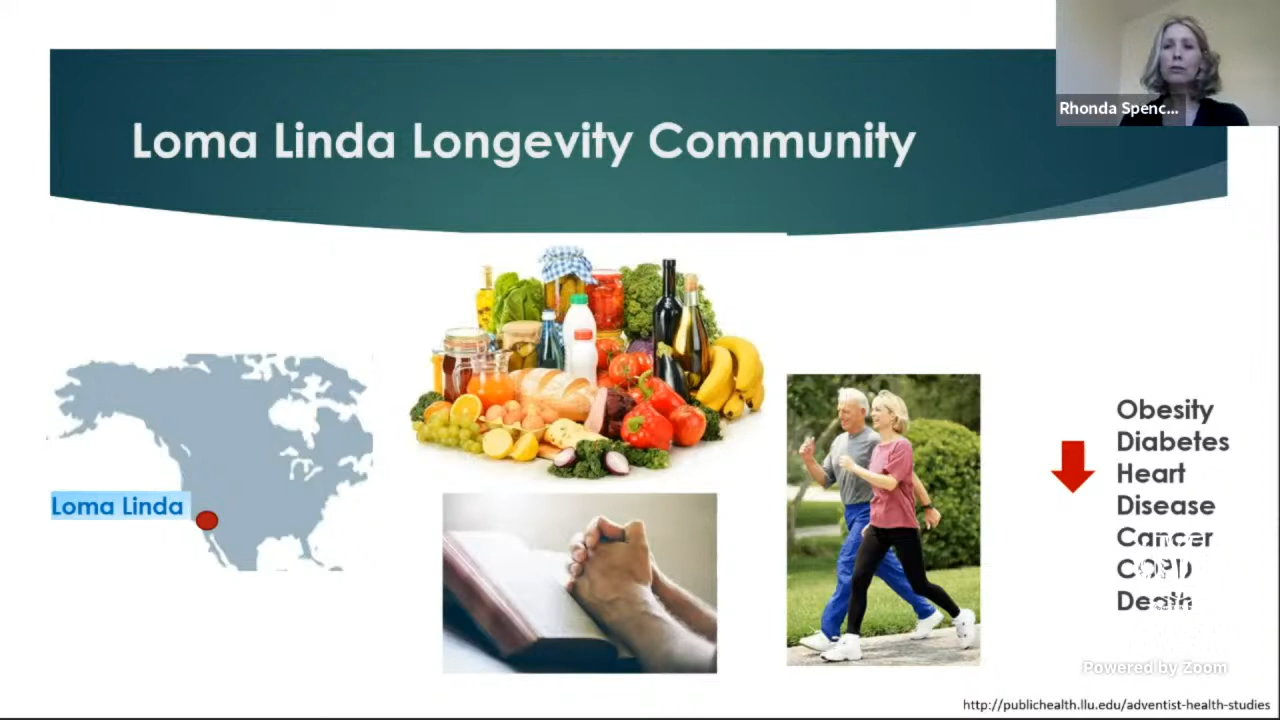 Rhonda Spenc...
Loma Linda Longevity Community
Loma Linda
Obesity
Diabetes
Heart
Disease
Cancer
COPD
Death
Powered by Zoom
http://publichealth.llu.edu/adventist-health-studies